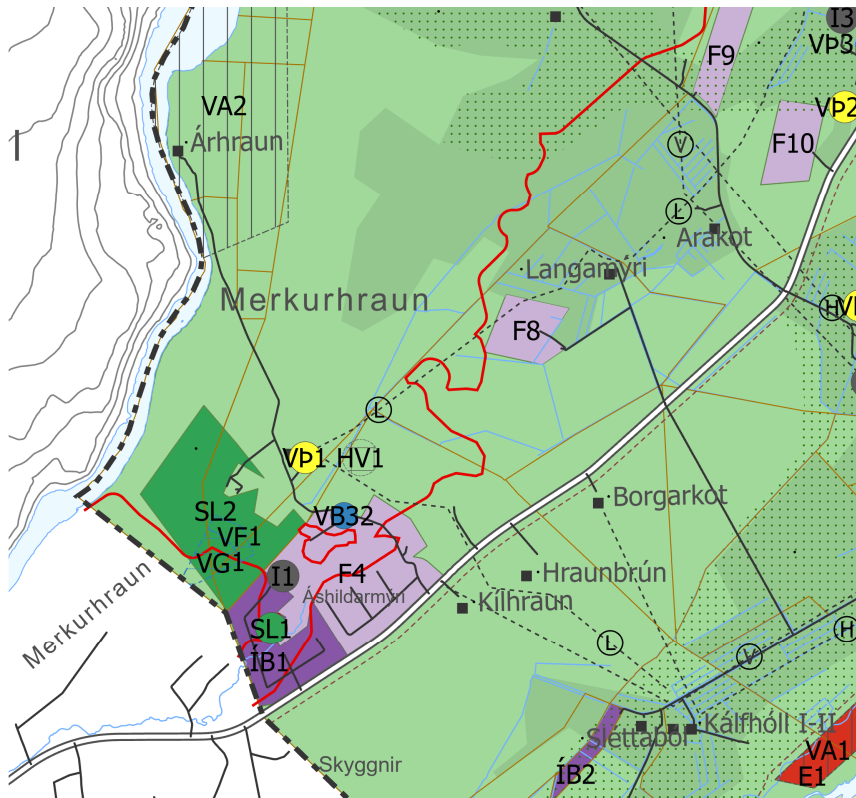 I3
VÞ3
F9
VÞ2
VA2
F10
Árhraun
V
L
Arakot
Langamýri
Merkurhraun
H
F8
L
VÞ1
HV1
SL2
VB32
Borgarkot
VF1
VG1
I1
F4
Hraunbrún
Áshildarmýri
Kílhraun
Merkurhraun
SL1
ÍB1
H
L
V
Kálfhóll I-II
Sléttaból
VA1
Skyggnir
ÍB2
E1